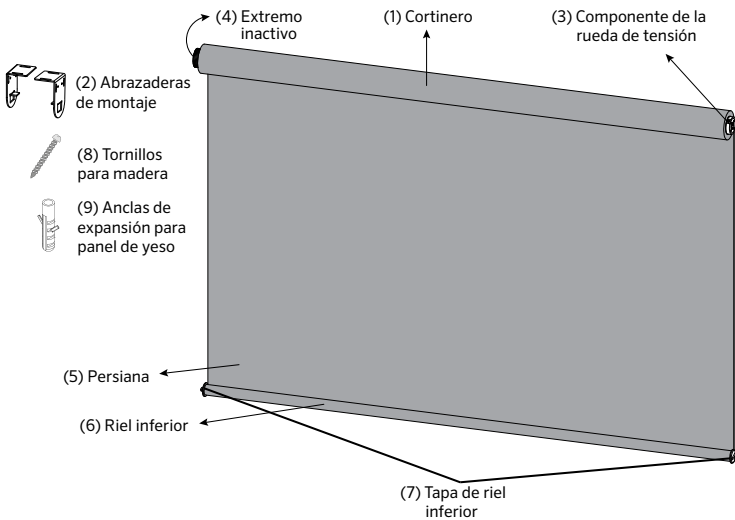 (4) Extremo
inactivo
(1) Cortinero
(3) Componente de la
rueda de tensión
(2) Abrazaderas
de montaje
(8) Tornillos
para madera
(9) Anclas de
expansión para
panel de yeso
(5) Persiana
(6) Riel inferior
(7) Tapa de riel
inferior